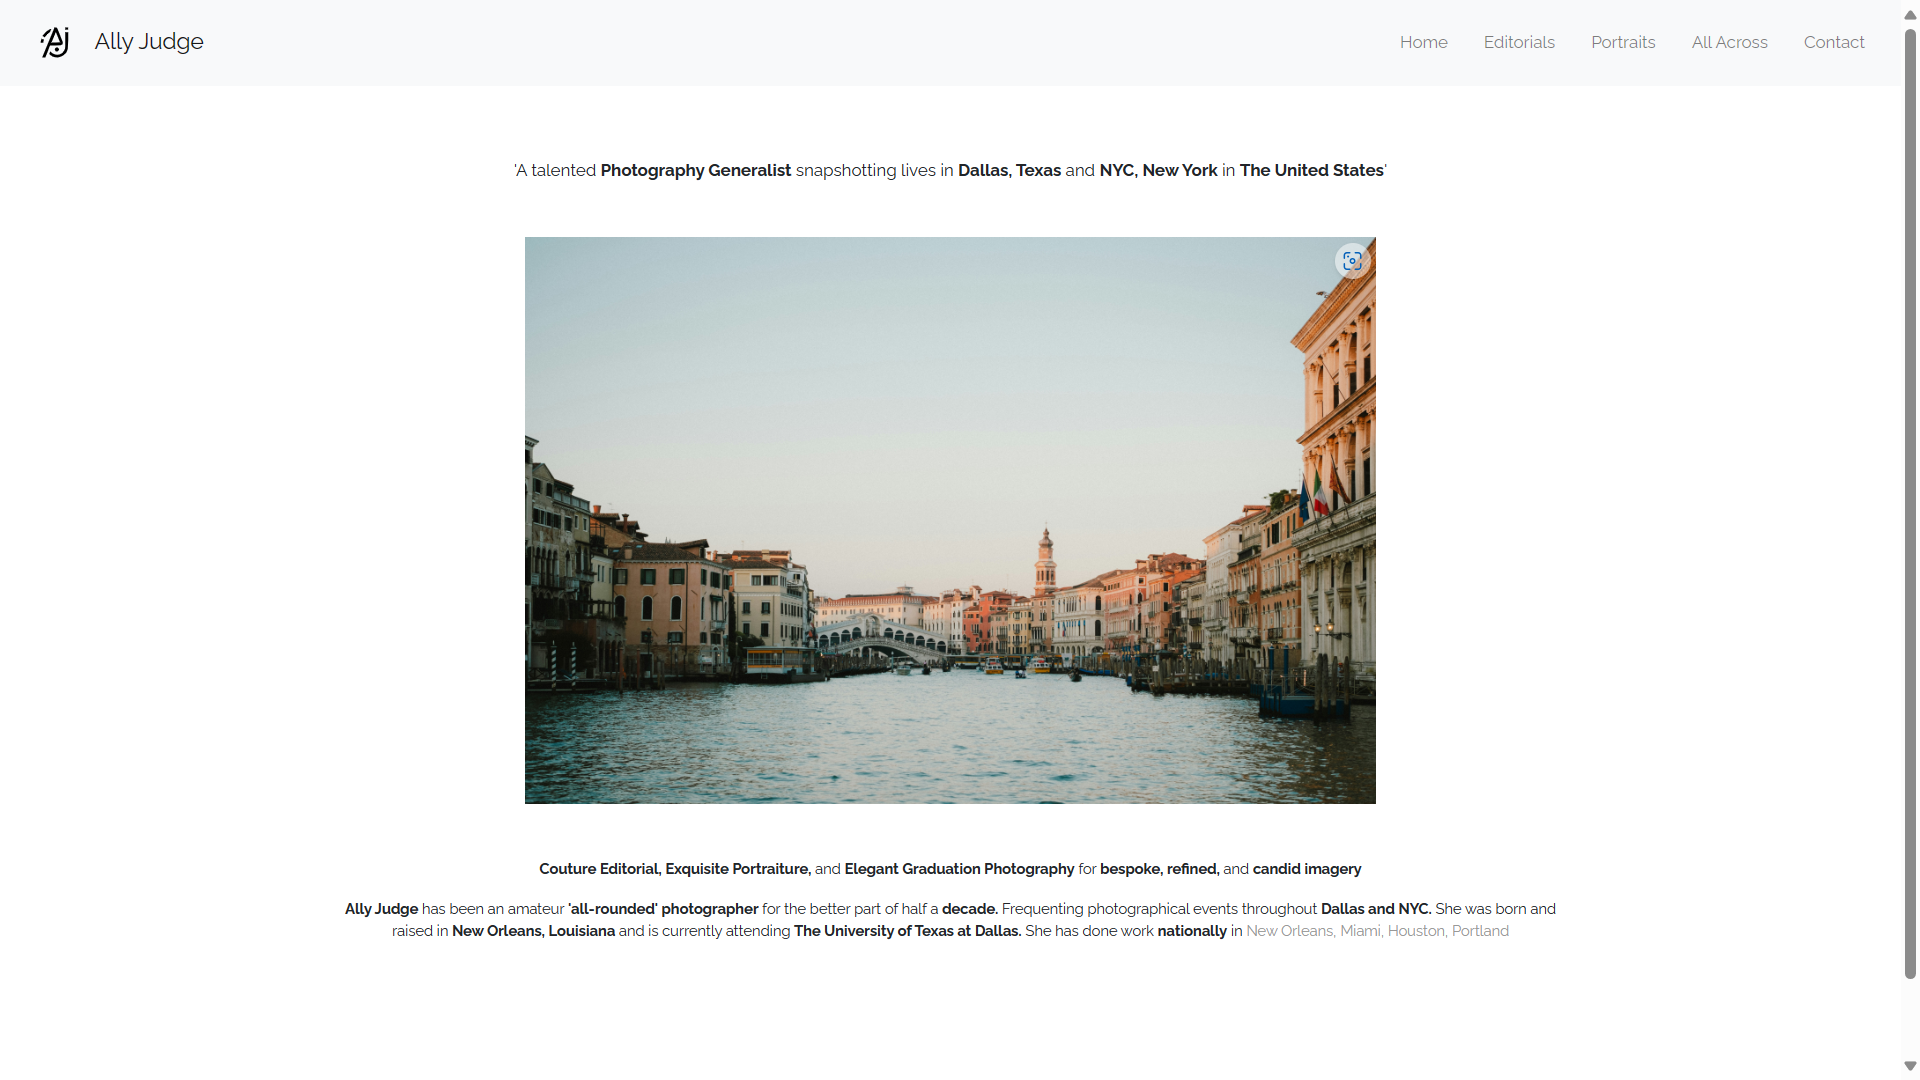 AJ Ally Judge Home Editorials Portraits All Across Contact
'A talented Photography Generalist snapshotting lives in Dallas, Texas and NYC, New York in The United States'
Couture Editorial, Exquisite Portraiture, and Elegant Graduation Photography for bespoke, refined, and candid imagery
Ally Judge has been an amateur 'all-rounded' photographer for the better part of half a decade. Frequenting photographical events throughout Dallas and NYC. She was born and
raised in New Orleans, Louisiana and is currently attending The University of Texas at Dallas. She has done work nationally in New Orleans, Miami, Houston, Portland